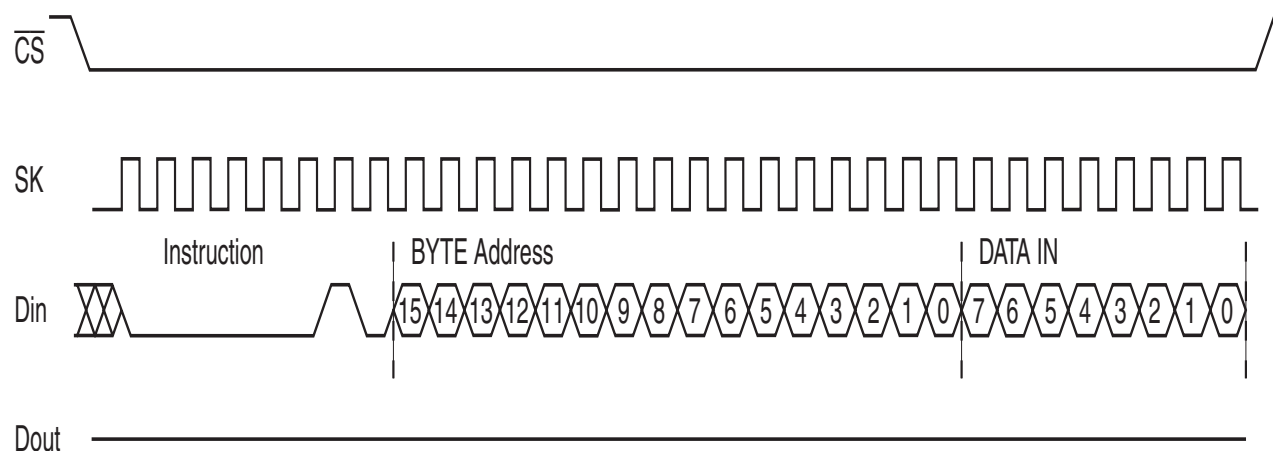 CS
SK
Instruction BYTE Address DATA IN
Din 15 14 13 12 11 10 9 8 7 6 5 4 3 2 1 0 7 6 5 4 3 2 1 0
Dout